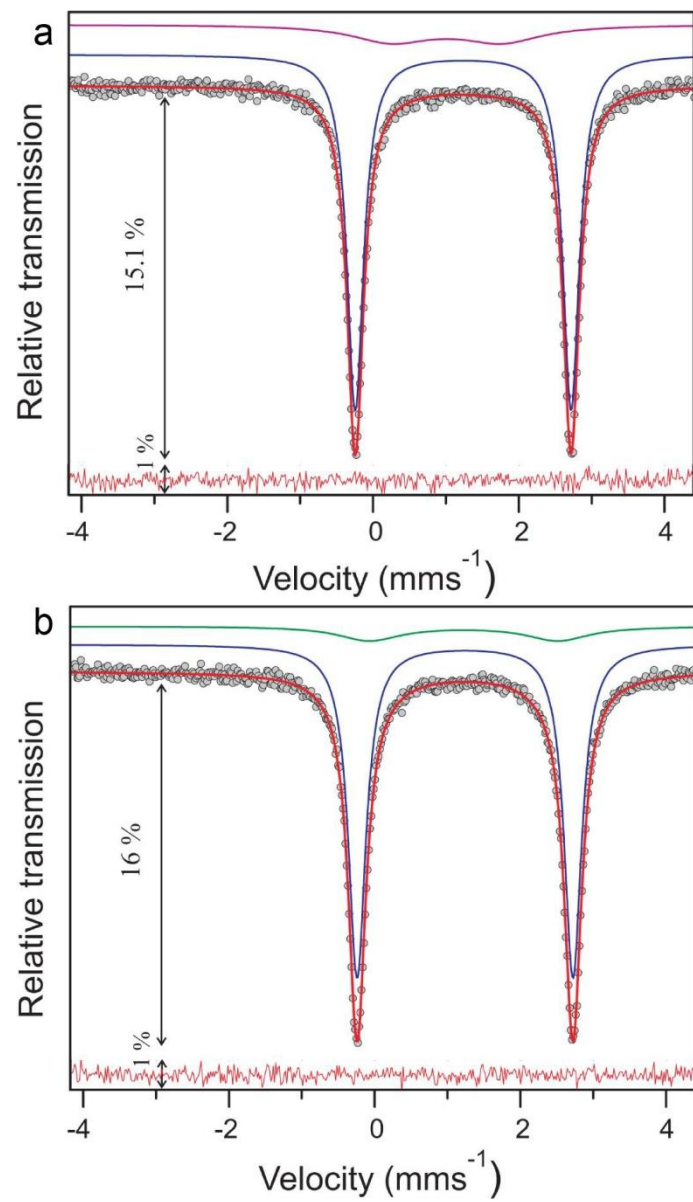 a
Relative transmission
15.1 %
1 %
-4 -2 0 2 4
Velocity (mms⁻¹)
b
Relative transmission
16 %
1 %
-4 -2 0 2 4
Velocity (mms⁻¹)